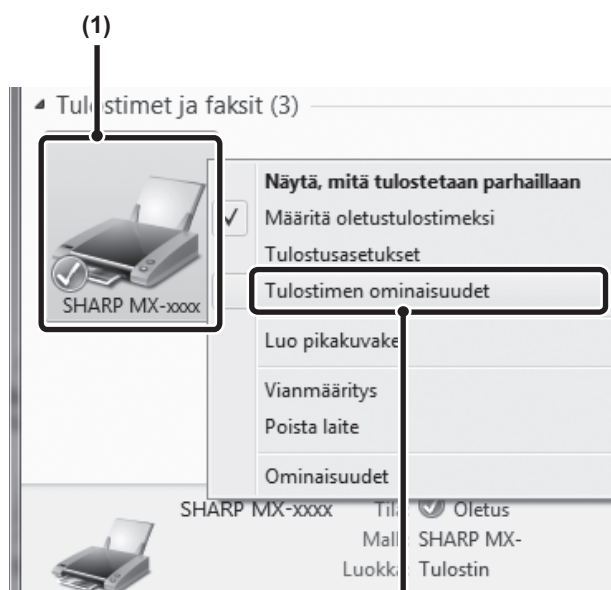 (1)
Tulostimet ja faksit (3)
Näytä, mitä tulostetaan parhaillaan
Määritä oletustulostimeksi
Tulostusasetukset
Tulostimen ominaisuudet
SHARP MX-xxxx
Luo pikakuvake
Vianmääritys
Poista laite
Ominaisuudet
SHARP MX-xxxx Tila: Oletus
Malli: SHARP MX-
Luokka: Tulostin